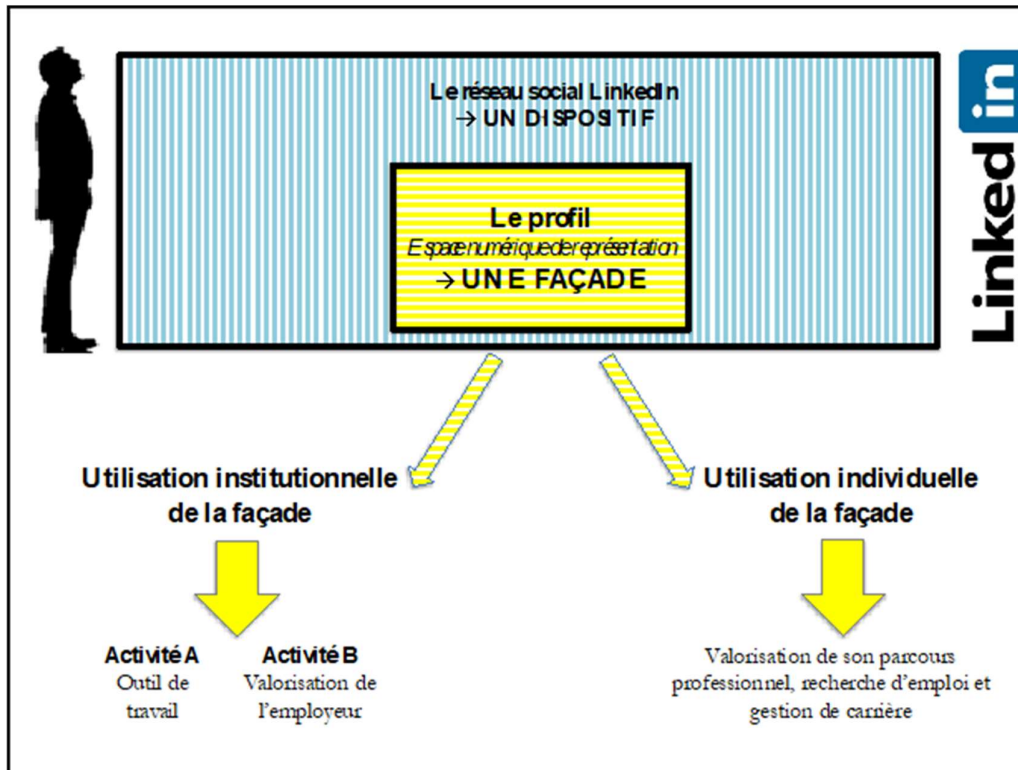 Le réseau social LinkedIn
→ UN DISPOSITIF
Le profil
Espace numérique de représentation
→ UNE FAÇADE
Linked in
Utilisation institutionnelle
de la façade
Utilisation individuelle
de la façade
Activité A
Outil de
travail
Activité B
Valorisation de
l'employeur
Valorisation de son parcours
professionnel, recherche d'emploi et
gestion de carrière